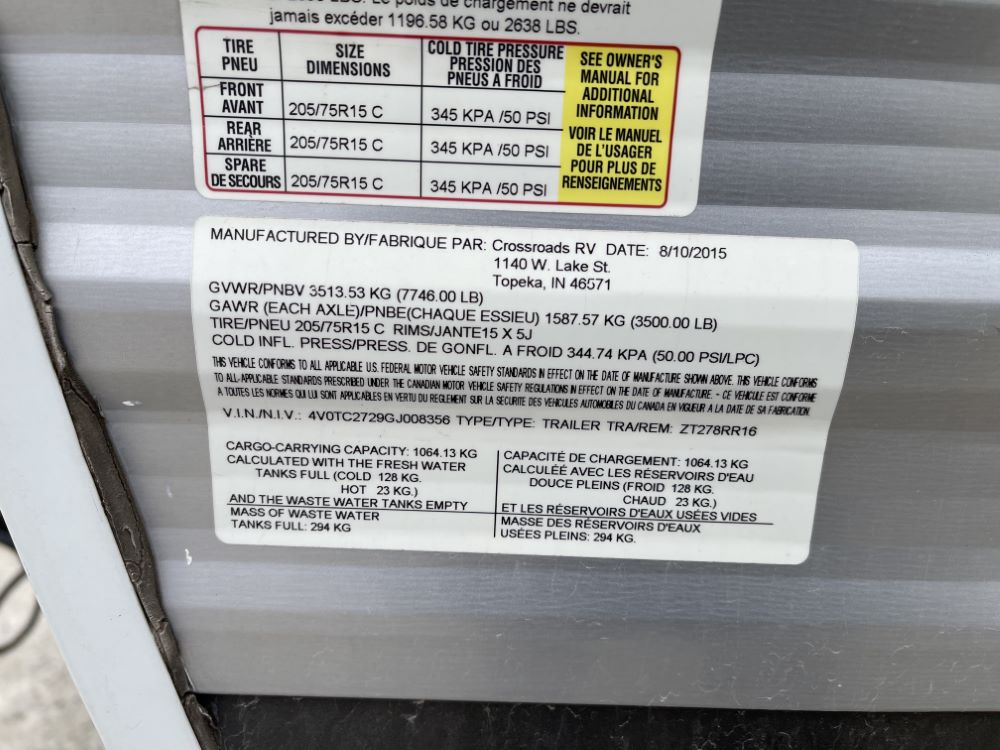 LBS. Le poids de chargement ne devrait
jamais excéder 1196.58 KG ou 2638 LBS.
TIRE PNEU SIZE DIMENSIONS COLD TIRE PRESSURE PRESSION DES PNEUS A FROID
FRONT AVANT 205/75R15 C 345 KPA /50 PSI
REAR ARRIÈRE 205/75R15 C 345 KPA /50 PSI
SPARE DE SECOURS 205/75R15 C 345 KPA /50 PSI
SEE OWNER'S
MANUAL FOR
ADDITIONAL
INFORMATION
VOIR LE MANUEL
DE L'USAGER
POUR PLUS DE
RENSEIGNEMENTS
MANUFACTURED BY/FABRIQUE PAR: Crossroads RV DATE: 8/10/2015
1140 W. Lake St.
Topeka, IN 46571
GVWR/PNBV 3513.53 KG (7746.00 LB)
GAWR (EACH AXLE)/PNBE(CHAQUE ESSIEU) 1587.57 KG (3500.00 LB)
TIRE/PNEU 205/75R15 C RIMS/JANTE15 X 5J
COLD INFL. PRESS/PRESS. DE GONFL. A FROID 344.74 KPA (50.00 PSI/LPC)
THIS VEHICLE CONFORMS TO ALL APPLICABLE U.S. FEDERAL MOTOR VEHICLE SAFETY STANDARDS IN EFFECT ON THE DATE OF MANUFACTURE SHOWN ABOVE. THIS VEHICLE CONFORMS
TO ALL-APPLICABLE STANDARDS PRESCRIBED UNDER THE CANADIAN MOTOR VEHICLE SAFETY REGULATIONS IN EFFECT ON THE DATE OF MANUFACTURE. - CE VEHICULE EST CONFORME
A TOUTES LES NORMES QUI LUI SONT APPLICABLES EN VERTU DU REGLEMENT SUR LA SECURITE DES VEHICULES AUTOMOBILES DU CANADA EN VIGUEUR A LA DATE DE SA FABRICATION.
V.I.N./N.I.V.: 4V0TC2729GJ008356 TYPE/TYPE: TRAILER TRA/REM: ZT278RR16
CARGO-CARRYING CAPACITY: 1064.13 KG
CALCULATED WITH THE FRESH WATER
TANKS FULL (COLD 128 KG.
HOT 23 KG.)
AND THE WASTE WATER TANKS EMPTY
MASS OF WASTE WATER
TANKS FULL: 294 KG
CAPACITÉ DE CHARGEMENT: 1064.13 KG
CALCULÉE AVEC LES RÉSERVOIRS D'EAU
DOUCE PLEINS (FROID 128 KG.
CHAUD 23 KG.)
ET LES RÉSERVOIRS D'EAUX USÉES VIDES
MASSE DES RÉSERVOIRS D'EAUX
USÉES PLEINS: 294 KG.